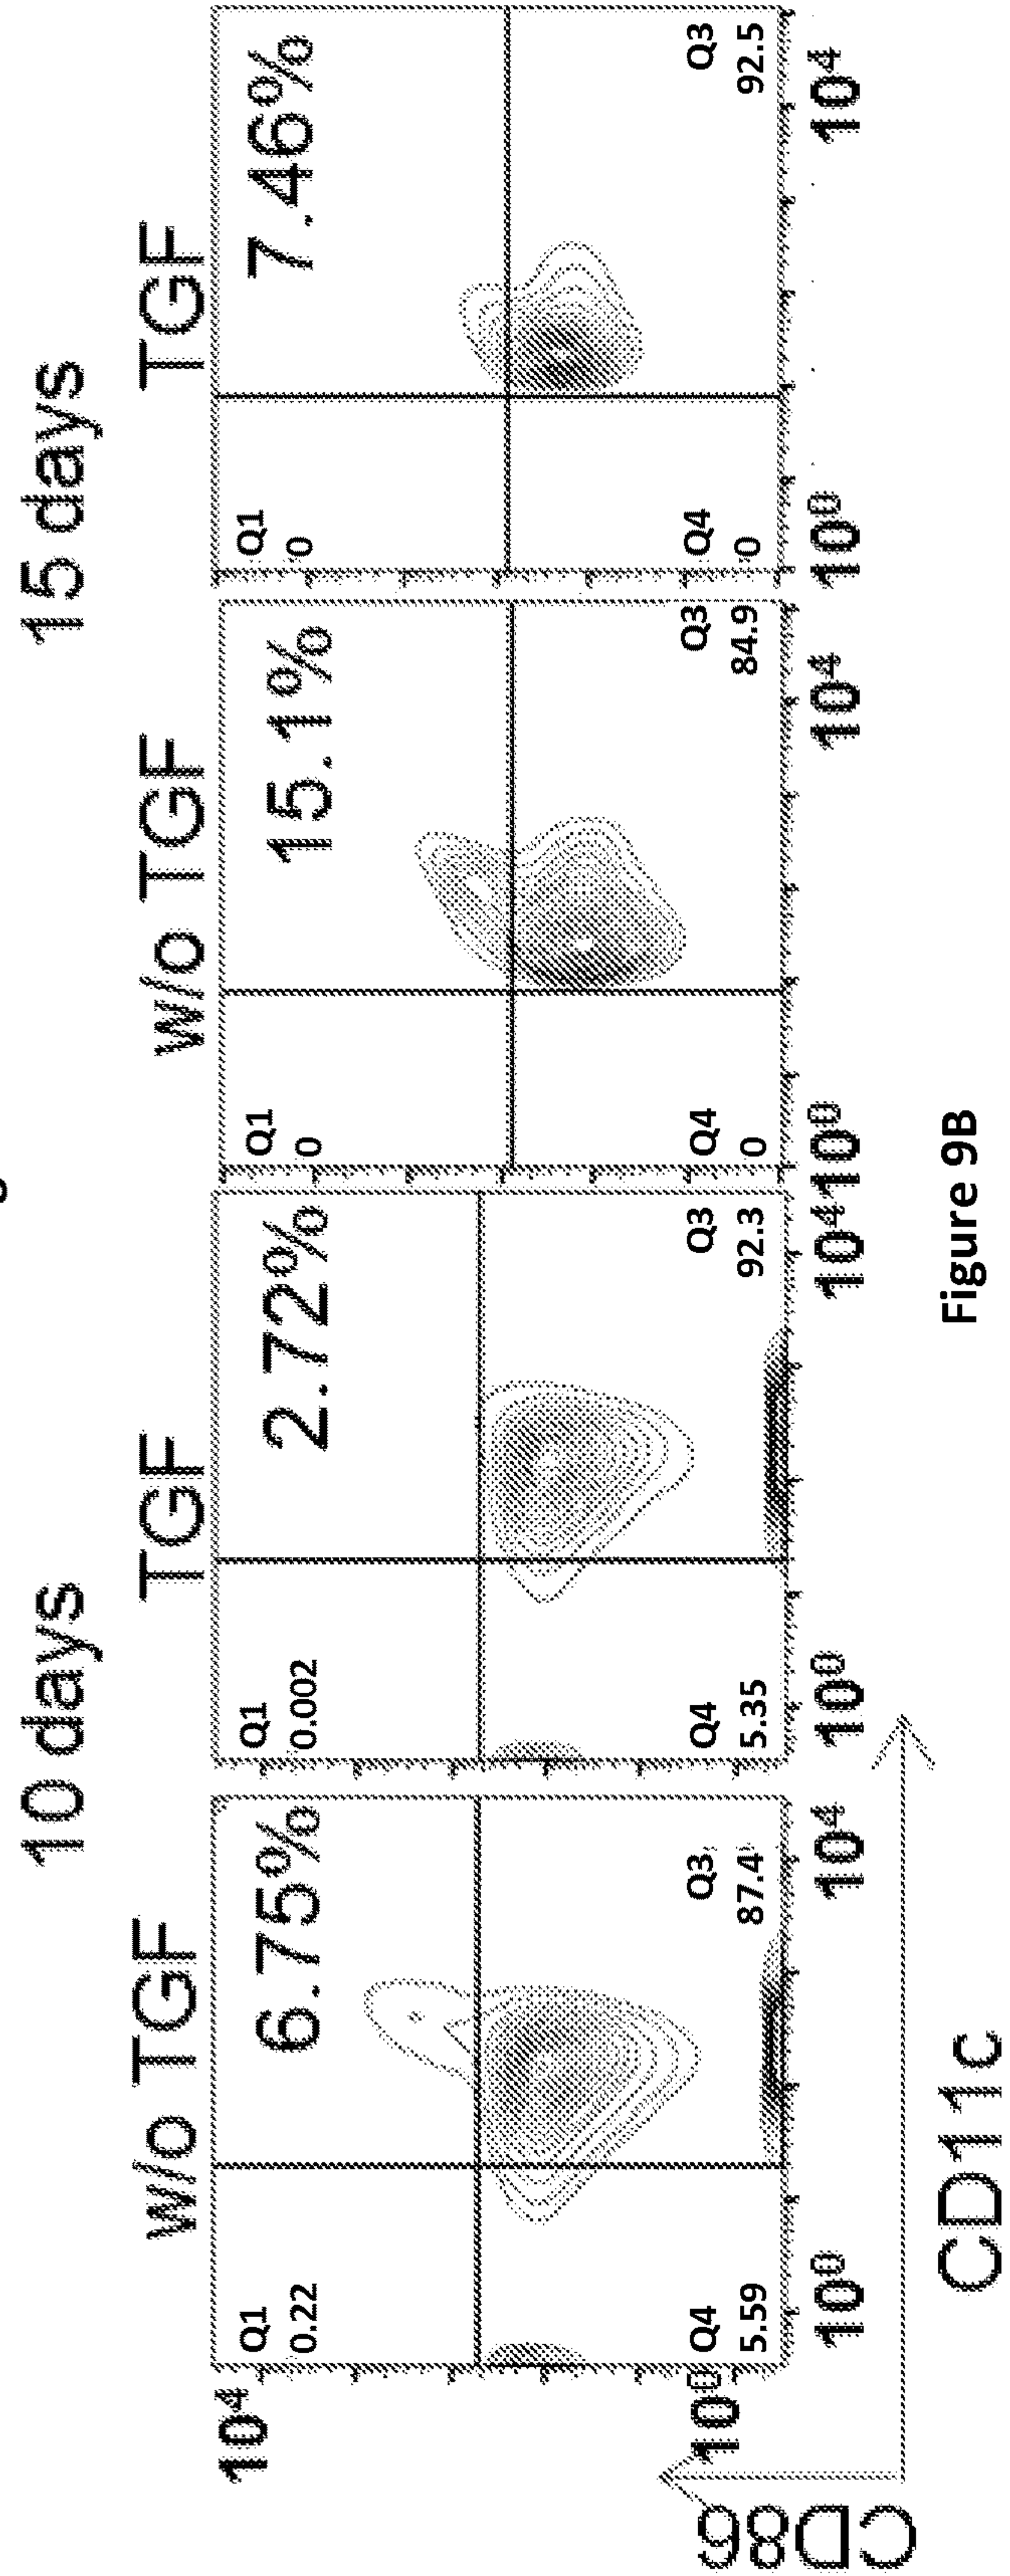 10 days
15 days
w/o TGF
TGF
w/o TGF
TGF
10⁴
10⁰
Q1
0.22
6.75%
Q4
5.59
Q3
87.4
10⁰
10⁴
Q1
0.002
2.72%
Q4
5.35
Q3
92.3
10⁰
10⁴
Q1
0
15.1%
Q4
0
Q3
84.9
10⁰
10⁴
Q1
0
7.46%
Q4
0
Q3
92.5
10⁰
10⁴
CD86
CD11c
Figure 9B